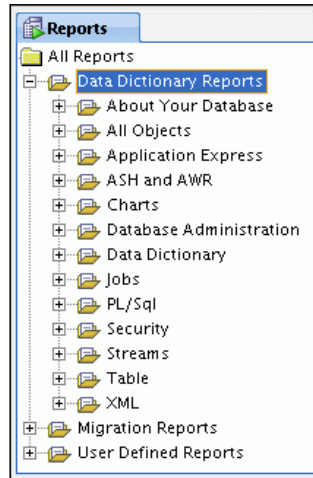 Reports
All Reports
Data Dictionary Reports
About Your Database
All Objects
Application Express
ASH and AWR
Charts
Database Administration
Data Dictionary
Jobs
PL/Sql
Security
Streams
Table
XML
Migration Reports
User Defined Reports